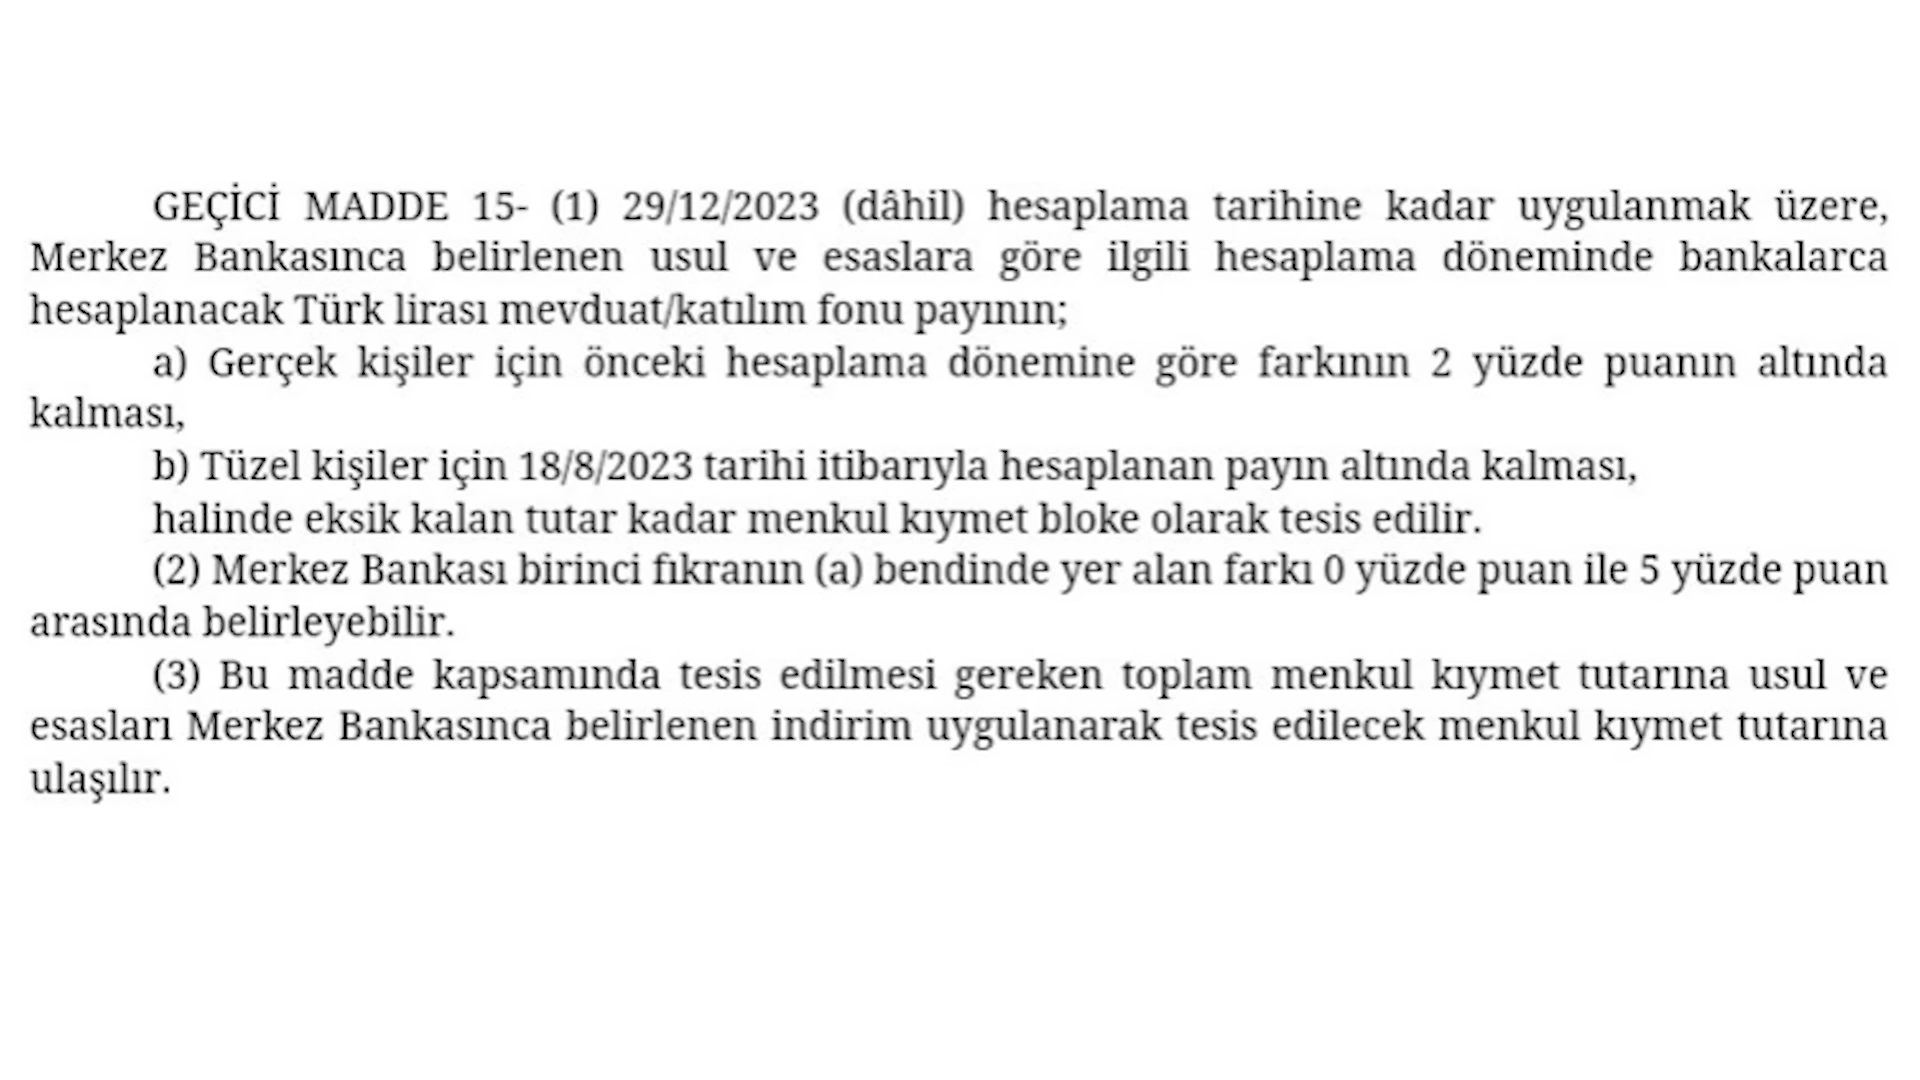 GEÇİCİ MADDE 15- (1) 29/12/2023 (dâhil) hesaplama tarihine kadar uygulanmak üzere,
Merkez Bankasınca belirlenen usul ve esaslara göre ilgili hesaplama döneminde bankalarca
hesaplanacak Türk lirası mevduat/katılım fonu payının;
a) Gerçek kişiler için önceki hesaplama dönemine göre farkının 2 yüzde puanın altında
kalması,
b) Tüzel kişiler için 18/8/2023 tarihi itibarıyla hesaplanan payın altında kalması,
halinde eksik kalan tutar kadar menkul kıymet bloke olarak tesis edilir.
(2) Merkez Bankası birinci fıkranın (a) bendinde yer alan farkı 0 yüzde puan ile 5 yüzde puan
arasında belirleyebilir.
(3) Bu madde kapsamında tesis edilmesi gereken toplam menkul kıymet tutarına usul ve
esasları Merkez Bankasınca belirlenen indirim uygulanarak tesis edilecek menkul kıymet tutarına
ulaşılır.